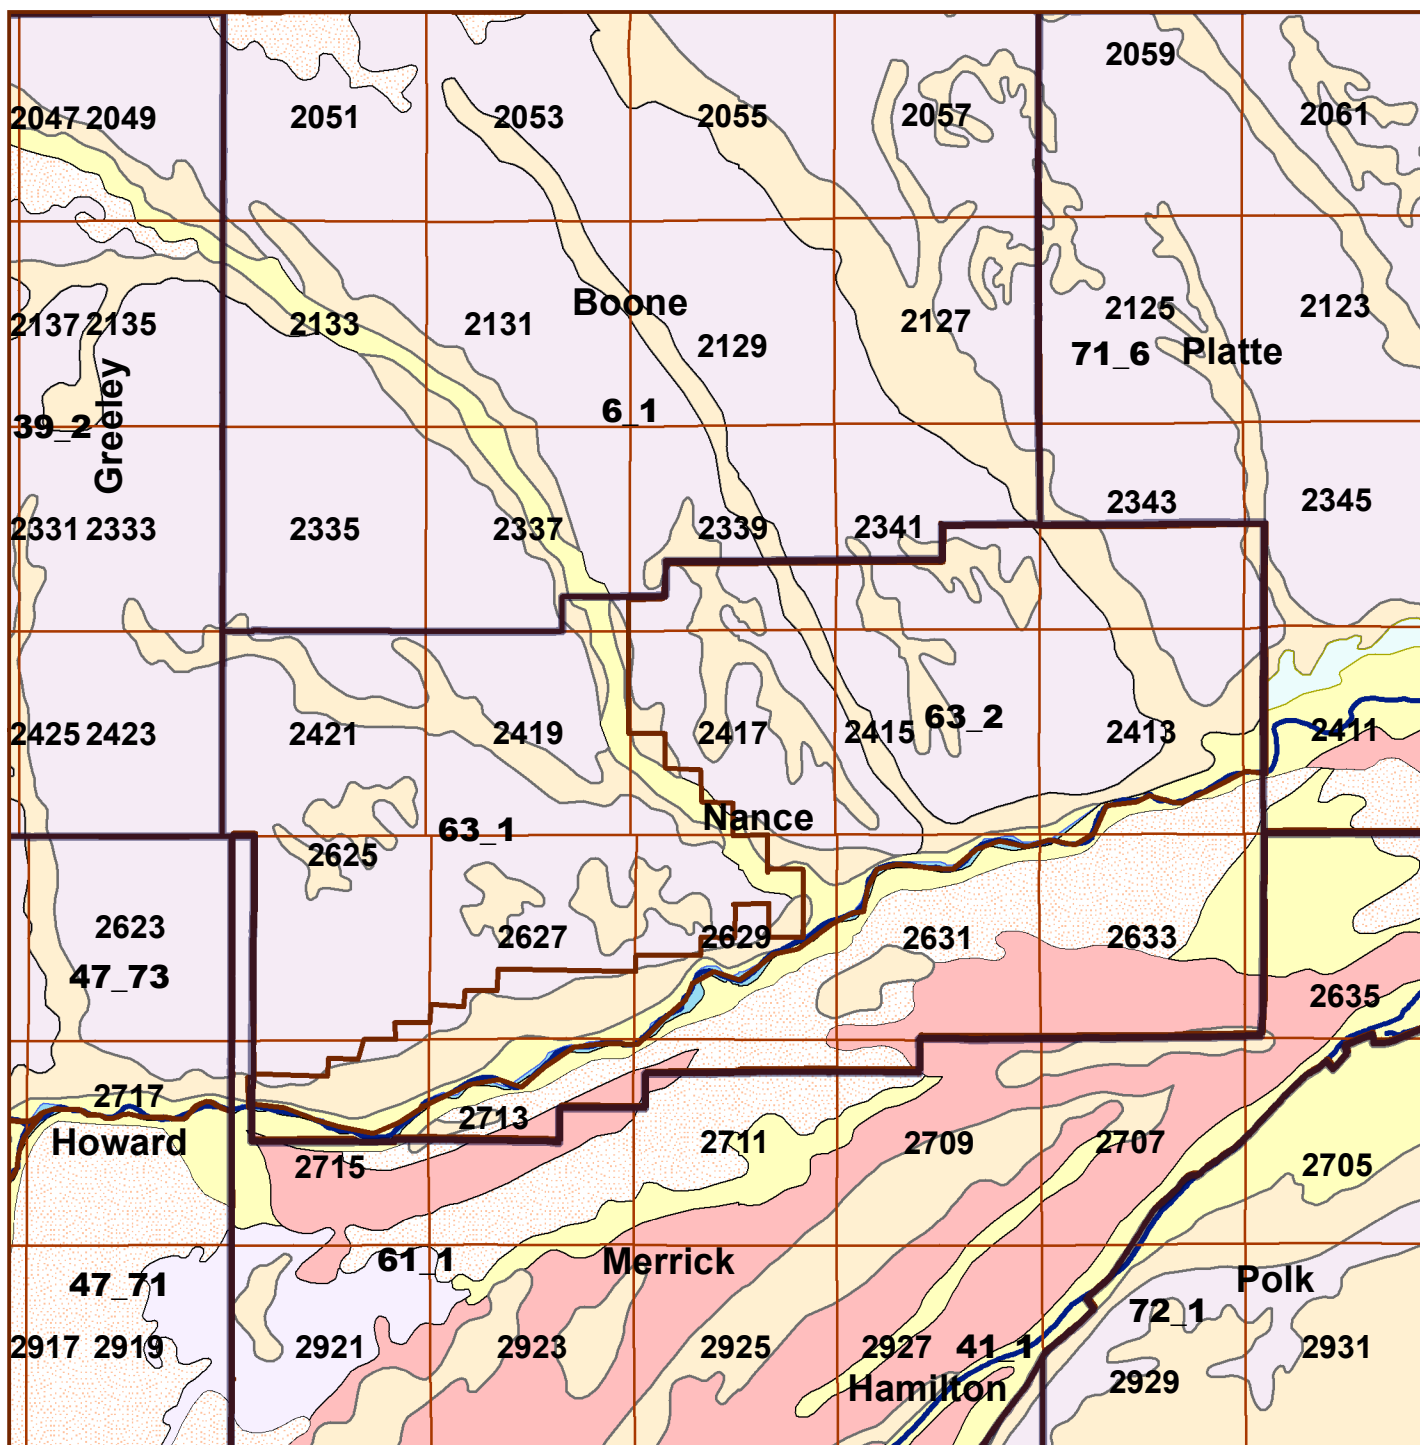 2059
2047 2049 2051 2053 2055 2057 2061
Boone
2137 2135 2133 2131 2129 2127 2125 2123
71_6 Platte
39_2 Greeley 6_1
2331 2333 2335 2337 2339 2341 2343 2345
2425 2423 2421 2419 2417 2415 63_2 2413 2411
Nance
63_1
2625
2623 2627 2629 2631 2633
47_73
2635
2717 2713
Howard 2715 2711 2709 2707 2705
61_1 Merrick
47_71 Polk
72_1
2917 2919 2921 2923 2925 2927 41_1 2931
Hamilton 2929